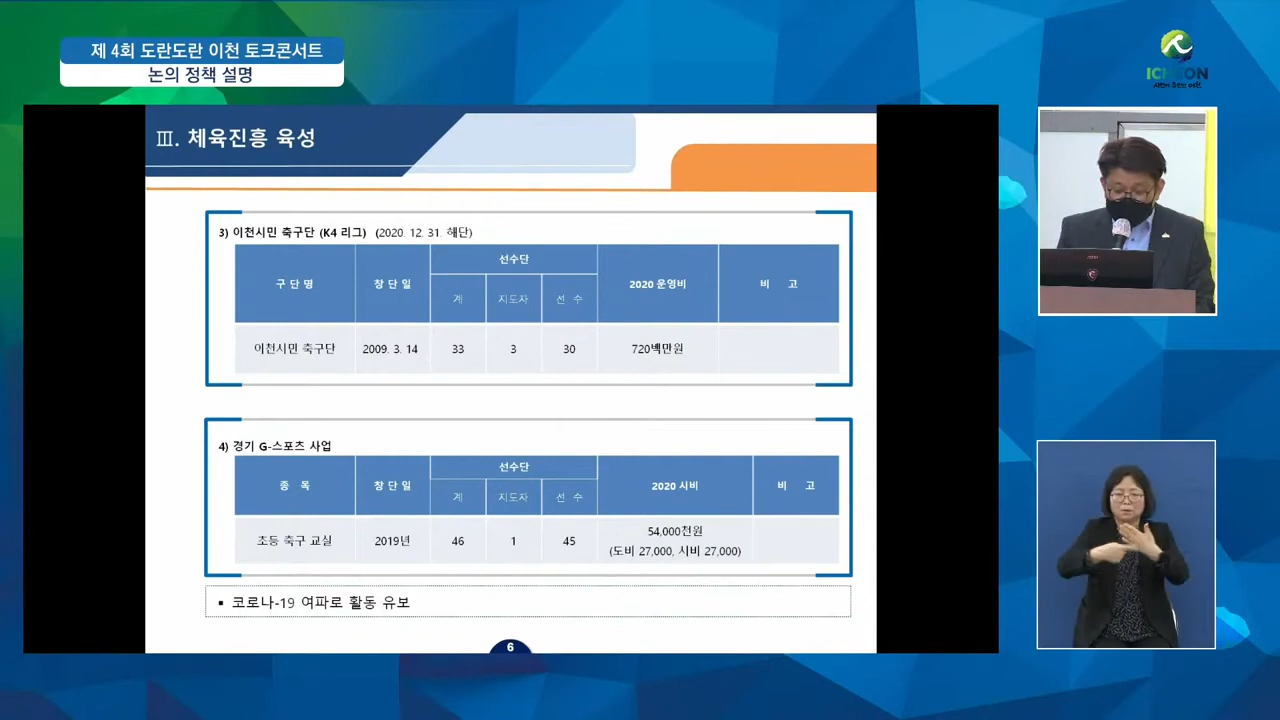 제 4회 도란도란 이천 토크콘서트
논의 정책 설명
ICHEON
Ⅲ. 체육진흥 육성
3) 이천시민 축구단 (K4 리그) (2020. 12. 31. 해단)
구 단 명 창 단 일 선수단 2020 운영비 비 고
계 지도자 선 수
이천시민 축구단 2009. 3. 14 33 3 30 720백만원
4) 경기 G-스포츠 사업
종 목 창 단 일 선수단 2020 시비 비 고
계 지도자 선 수
초등 축구 교실 2019년 46 1 45 54,000천원
(도비 27,000, 시비 27,000)
▪ 코로나-19 여파로 활동 유보
6